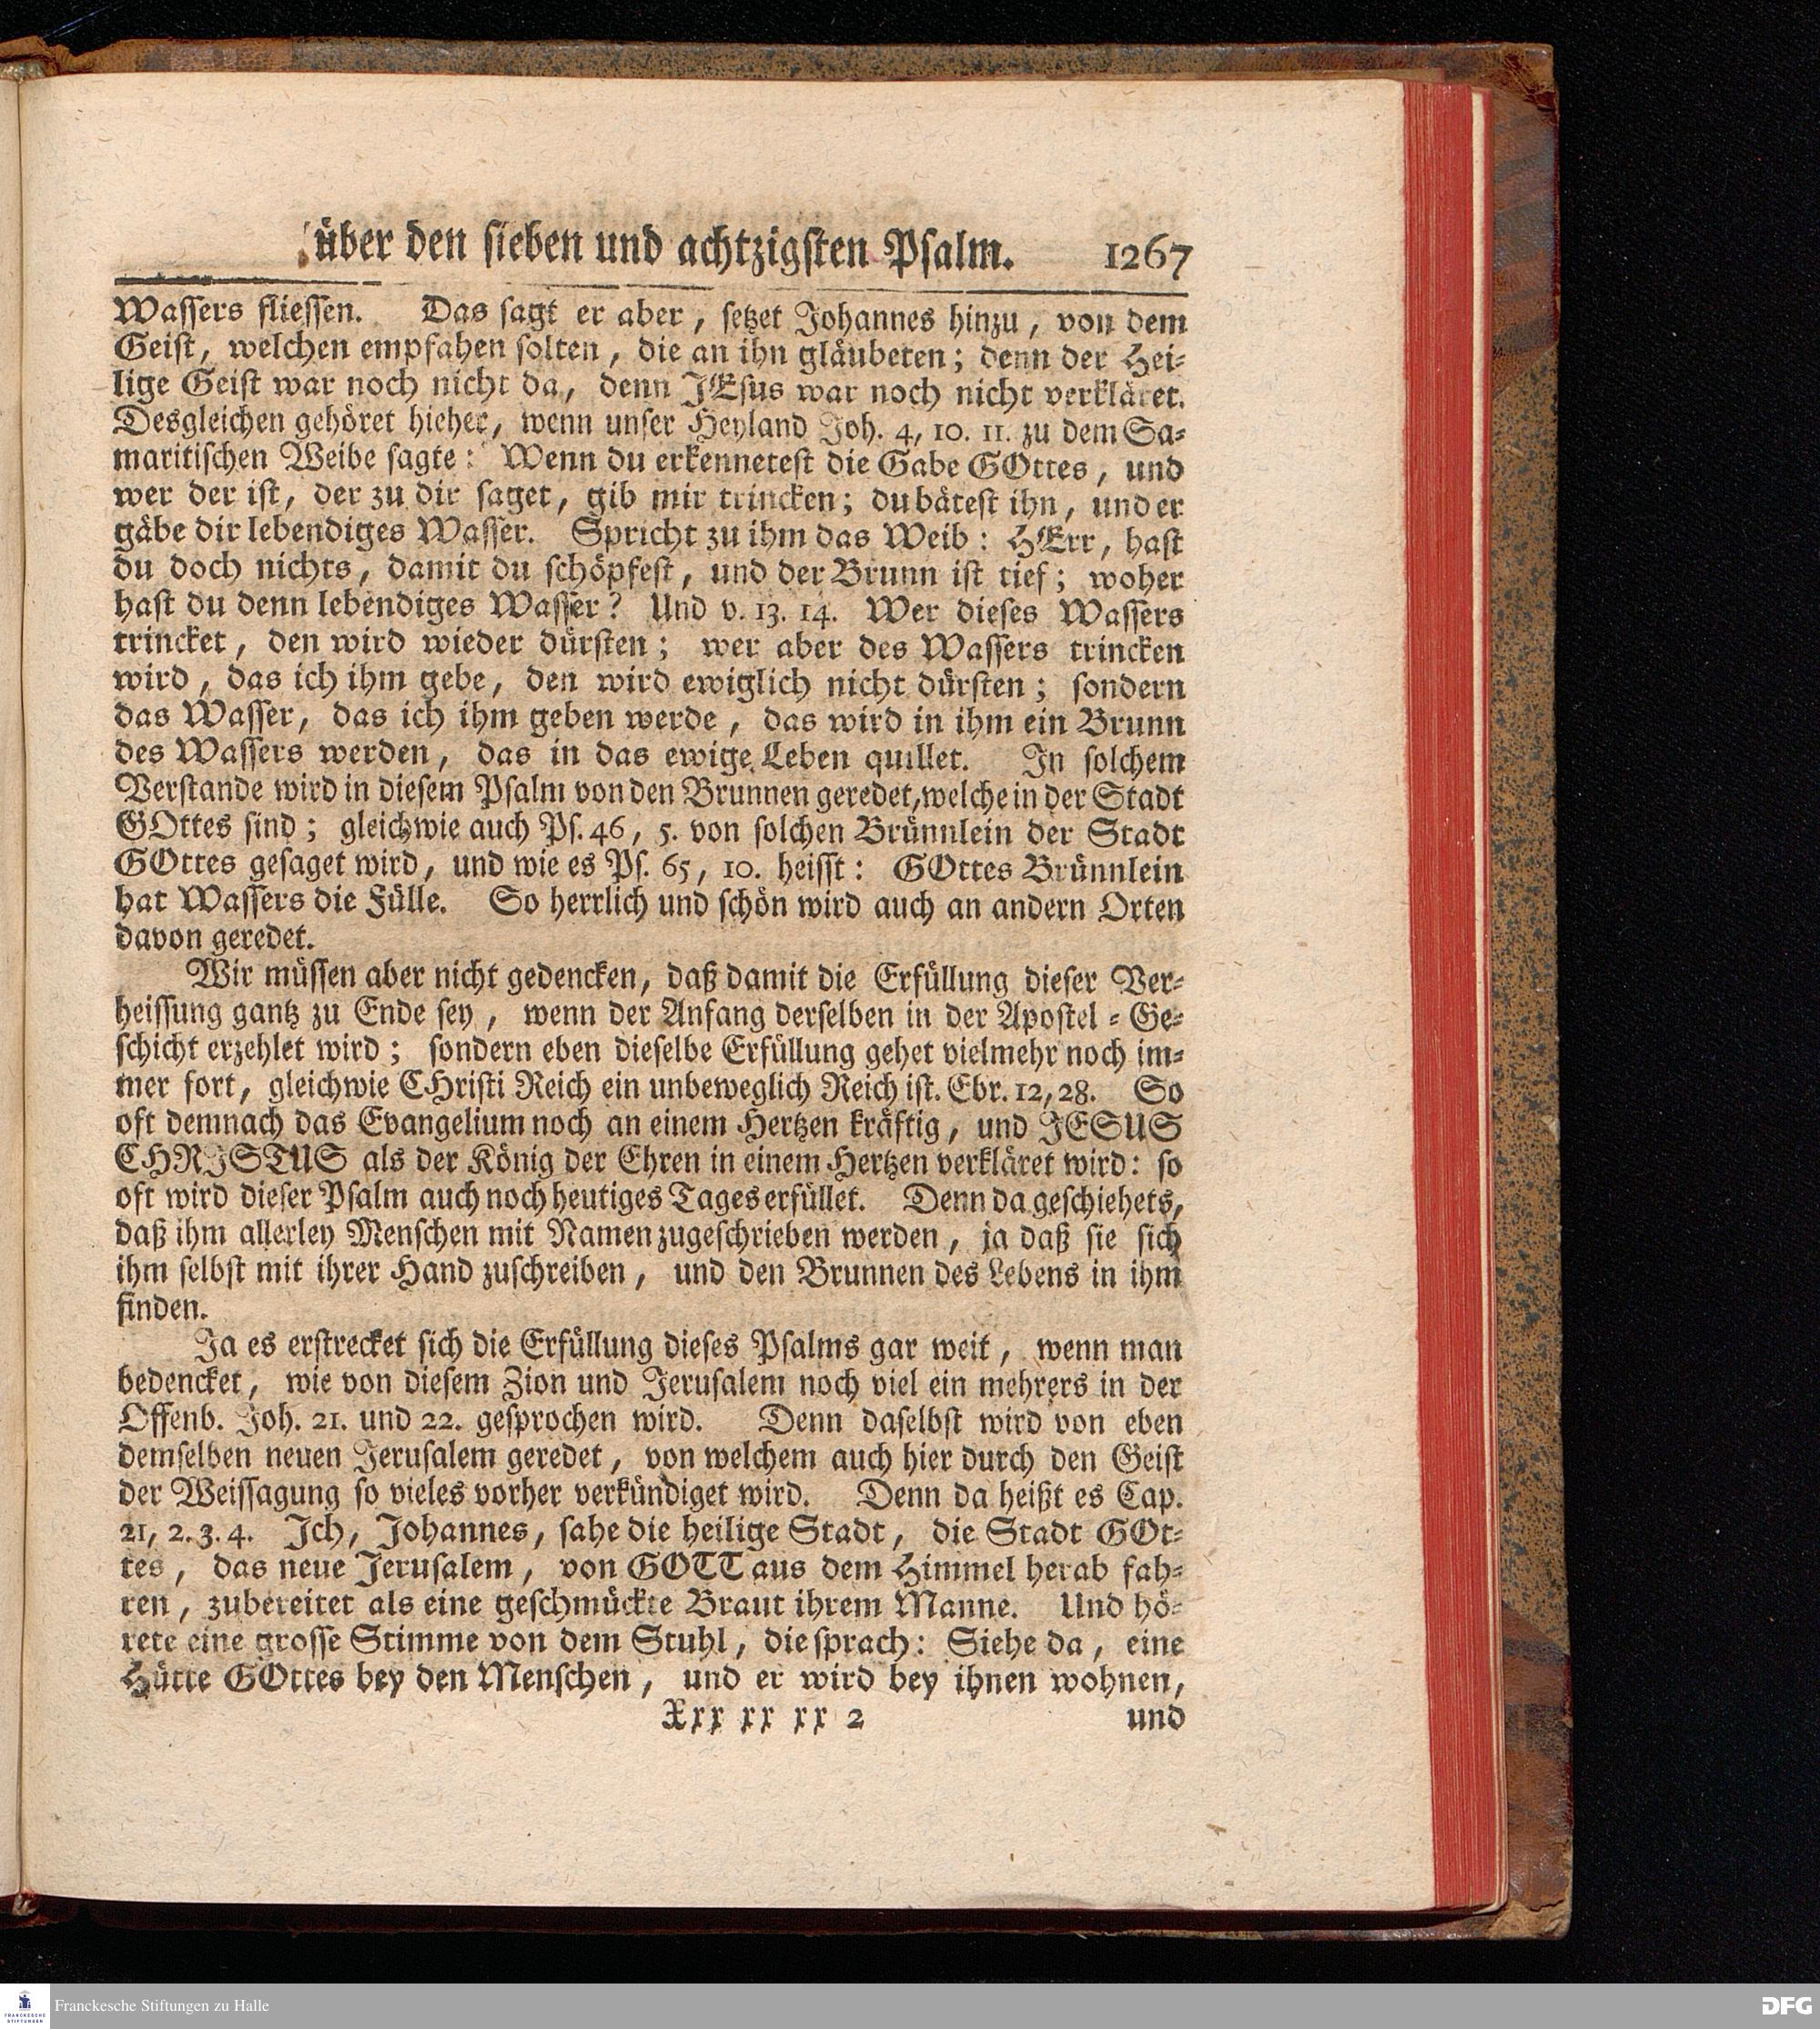 über den sieben und achtzigsten Psalm. 1267
Wassers fliessen. Das sagt er aber, setzet Johannes hinzu, von dem
Geist, welchen empfahen solten, die an ihn gläubeten; denn der Hei-
lige Geist war noch nicht da, denn JEsus war noch nicht verkläret.
Desgleichen gehöret hieher, wenn unser Heyland Joh. 4, 10. 11. zu dem Sa-
maritischen Weibe sagte: Wenn du erkennetest die Gabe GOttes, und
wer der ist, der zu dir saget, gib mir trincken; du bätest ihn, und er
gäbe dir lebendiges Wasser. Spricht zu ihm das Weib: HErr, hast
du doch nichts, damit du schöpfest, und der Brunn ist tief; woher
hast du denn lebendiges Wasser? Und v. 13. 14. Wer dieses Wassers
trincket, den wird wieder dürsten; wer aber des Wassers trincken
wird, das ich ihm gebe, den wird ewiglich nicht dürsten; sondern
das Wasser, das ich ihm geben werde, das wird in ihm ein Brunn
des Wassers werden, das in das ewige Leben quillet. In solchem
Verstande wird in diesem Psalm von den Brunnen geredet, welche in der Stadt
GOttes sind; gleichwie auch Ps. 46, 5. von solchen Brünnlein der Stadt
GOttes gesaget wird, und wie es Ps. 65, 10. heisst: GOttes Brünnlein
hat Wassers die Fülle. So herrlich und schön wird auch an andern Orten
davon geredet.
Wir müssen aber nicht gedencken, daß damit die Erfüllung dieser Ver-
heissung gantz zu Ende sey, wenn der Anfang derselben in der Apostel-Ge-
schicht erzehlet wird; sondern eben dieselbe Erfüllung gehet vielmehr noch im-
mer fort, gleichwie CHristi Reich ein unbeweglich Reich ist. Ebr. 12, 28. So
oft demnach das Evangelium noch an einem Hertzen kräftig, und JESUS
CHRJSTUS als der König der Ehren in einem Hertzen verkläret wird: so
oft wird dieser Psalm auch noch heutiges Tages erfüllet. Denn da geschiehets,
daß ihm allerley Menschen mit Namen zugeschrieben werden, ja daß sie sich
ihm selbst mit ihrer Hand zuschreiben, und den Brunnen des Lebens in ihm
finden.
Ja es erstrecket sich die Erfüllung dieses Psalms gar weit, wenn man
bedencket, wie von diesem Zion und Jerusalem noch viel ein mehrers in der
Offenb. Joh. 21. und 22. gesprochen wird. Denn daselbst wird von eben
demselben neuen Jerusalem geredet, von welchem auch hier durch den Geist
der Weissagung so vieles vorher verkündiget wird. Denn da heißt es Cap.
21, 2. 3. 4. Jch, Johannes, sahe die heilige Stadt, die Stadt GOt-
tes, das neue Jerusalem, von GOTT aus dem Himmel herab fah-
ren, zubereitet als eine geschmückte Braut ihrem Manne. Und hö-
rete eine grosse Stimme von dem Stuhl, die sprach: Siehe da, eine
Hütte GOttes bey den Menschen, und er wird bey ihnen wohnen,
Xxx xx xx 2 und
FRANCKESCHE STIFTUNGEN
Franckesche Stiftungen zu Halle
DFG